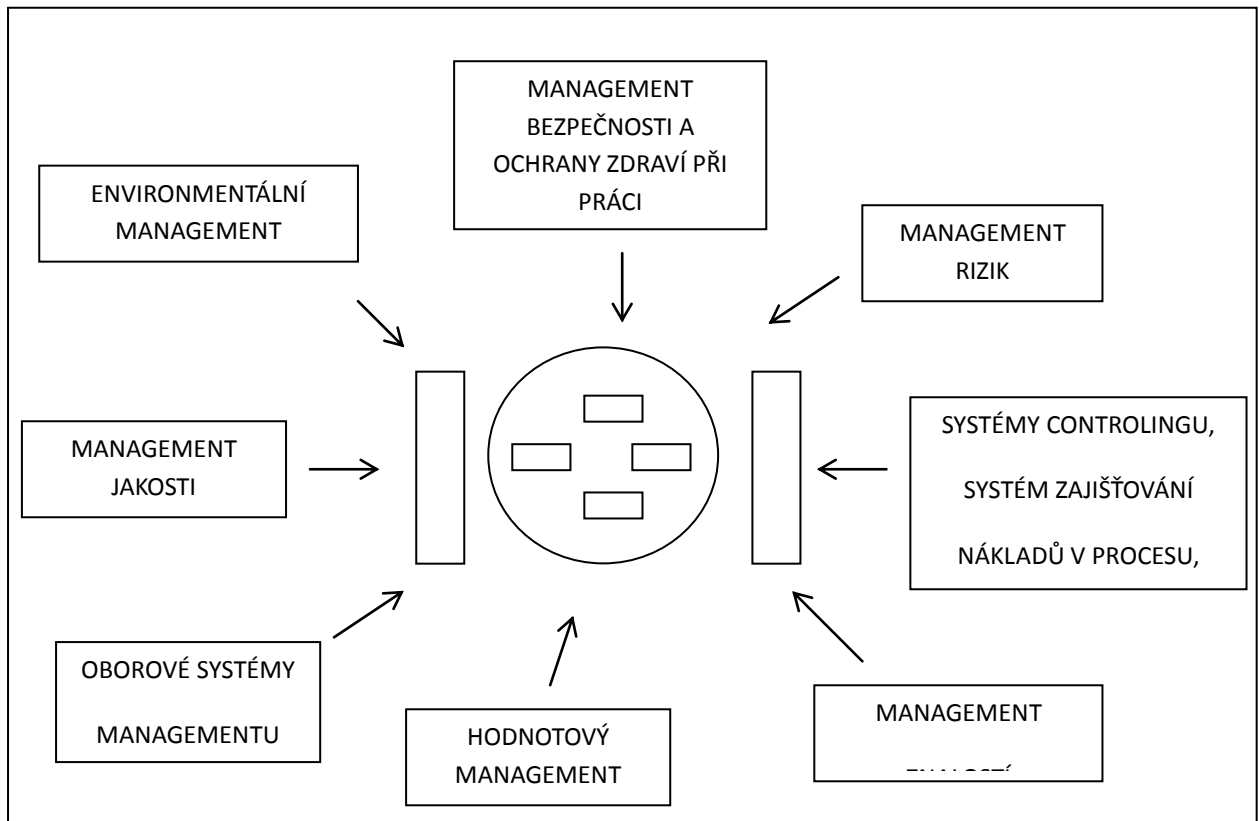 MANAGEMENT
BEZPEČNOSTI A
OCHRANY ZDRAVÍ PŘI
PRÁCI
ENVIRONMENTÁLNÍ
MANAGEMENT
MANAGEMENT
RIZIK
MANAGEMENT
JAKOSTI
SYSTÉMY CONTROLINGU,
SYSTÉM ZAJIŠŤOVÁNÍ
NÁKLADŮ V PROCESU,
OBOROVÉ SYSTÉMY
MANAGEMENTU
HODNOTOVÝ
MANAGEMENT
MANAGEMENT